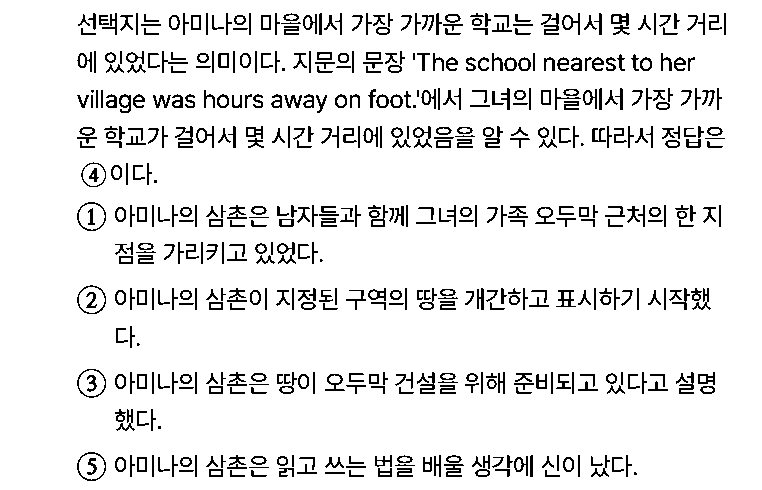 선택지는 아미나의 마을에서 가장 가까운 학교는 걸어서 몇 시간 거리
에 있었다는 의미이다. 지문의 문장 'The school nearest to her
village was hours away on foot.'에서 그녀의 마을에서 가장 가까
운 학교가 걸어서 몇 시간 거리에 있었음을 알 수 있다. 따라서 정답은
④이다.
① 아미나의 삼촌은 남자들과 함께 그녀의 가족 오두막 근처의 한 지
점을 가리키고 있었다.
② 아미나의 삼촌이 지정된 구역의 땅을 개간하고 표시하기 시작했
다.
③ 아미나의 삼촌은 땅이 오두막 건설을 위해 준비되고 있다고 설명
했다.
⑤ 아미나의 삼촌은 읽고 쓰는 법을 배울 생각에 신이 났다.